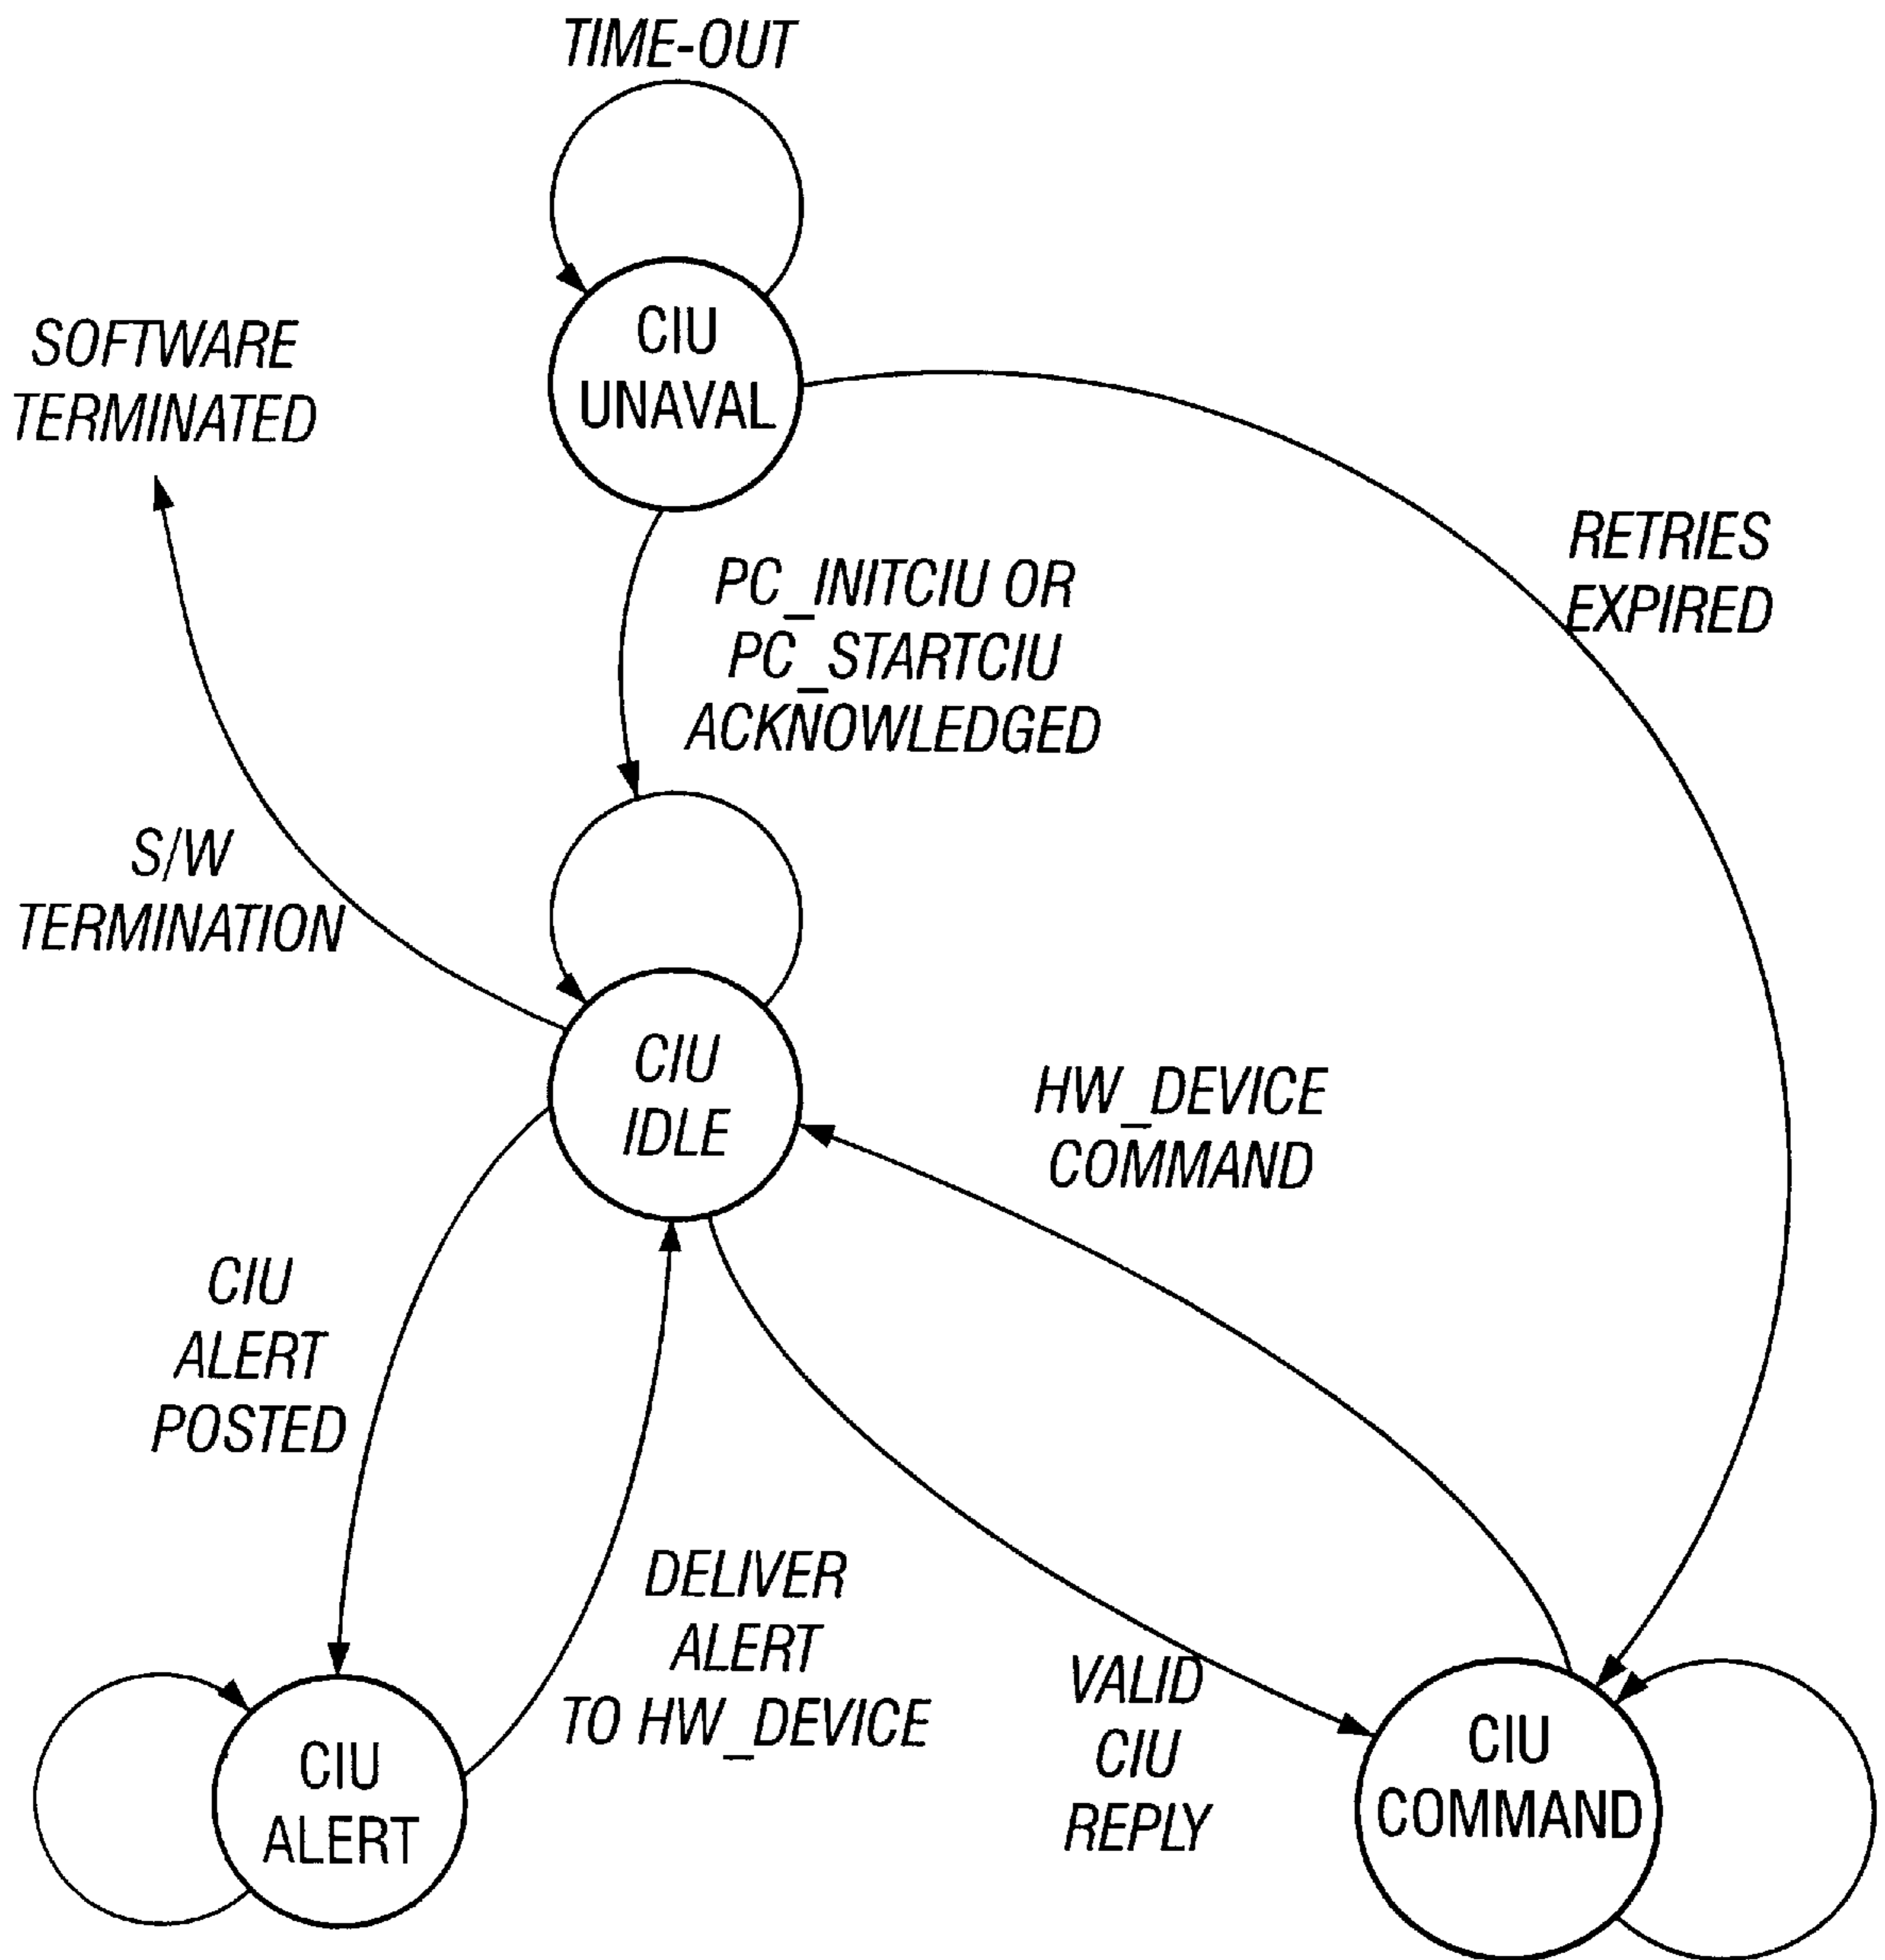 TIME-OUT
CIU
UNAVAL
SOFTWARE
TERMINATED
RETRIES
EXPIRED
PC_INITCIU OR
PC_STARTCIU
ACKNOWLEDGED
S/W
TERMINATION
CIU
IDLE
HW_DEVICE
COMMAND
CIU
ALERT
POSTED
DELIVER
ALERT
TO HW_DEVICE
VALID
CIU
REPLY
CIU
ALERT
CIU
COMMAND